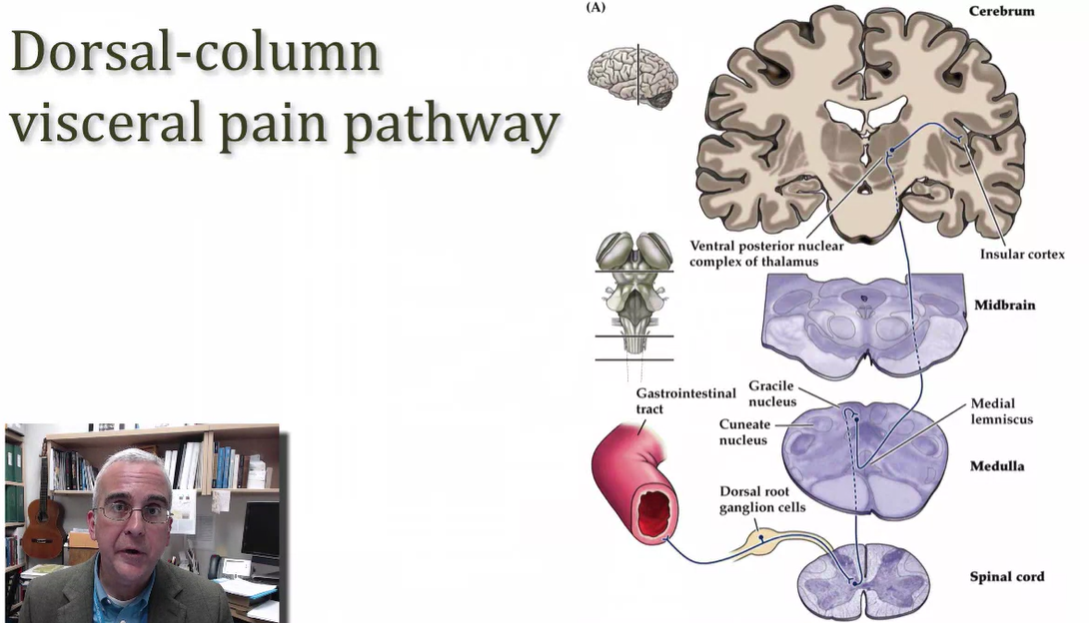 Dorsal-column
visceral pain pathway
(A)
Cerebrum
Ventral posterior nuclear
complex of thalamus
Insular cortex
Midbrain
Gastrointestinal
tract
Gracile
nucleus
Cuneate
nucleus
Medial
lemniscus
Medulla
Dorsal root
ganglion cells
Spinal cord